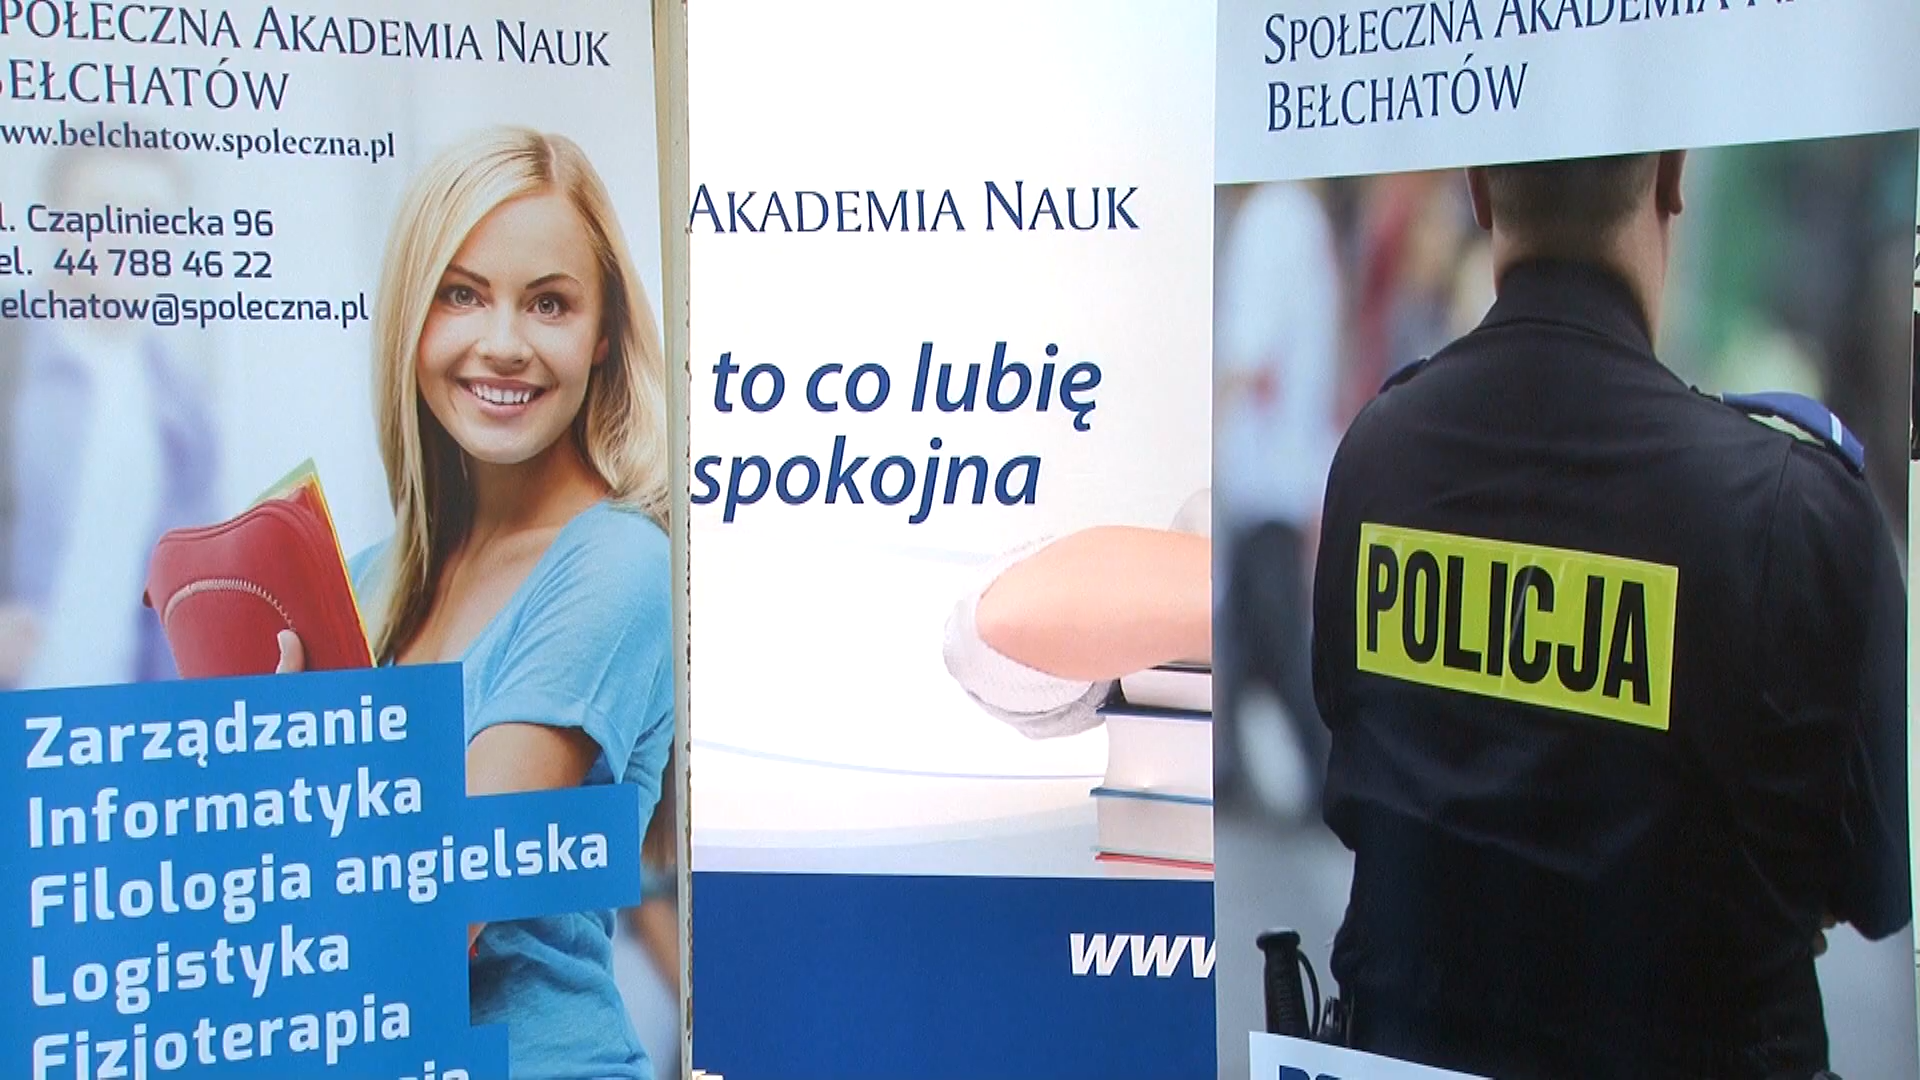 SPOŁECZNA AKADEMIA NAUK
BEŁCHATÓW
www.belchatow.spoleczna.pl
l. Czapliniecka 96
el. 44 788 46 22
elchatow@spoleczna.pl
Zarządzanie
Informatyka
Filologia angielska
Logistyka
Fizjoterapia
AKADEMIA NAUK
to co lubię
spokojna
www
SPOŁECZNA AKADEMIA
BEŁCHATÓW
POLICJA